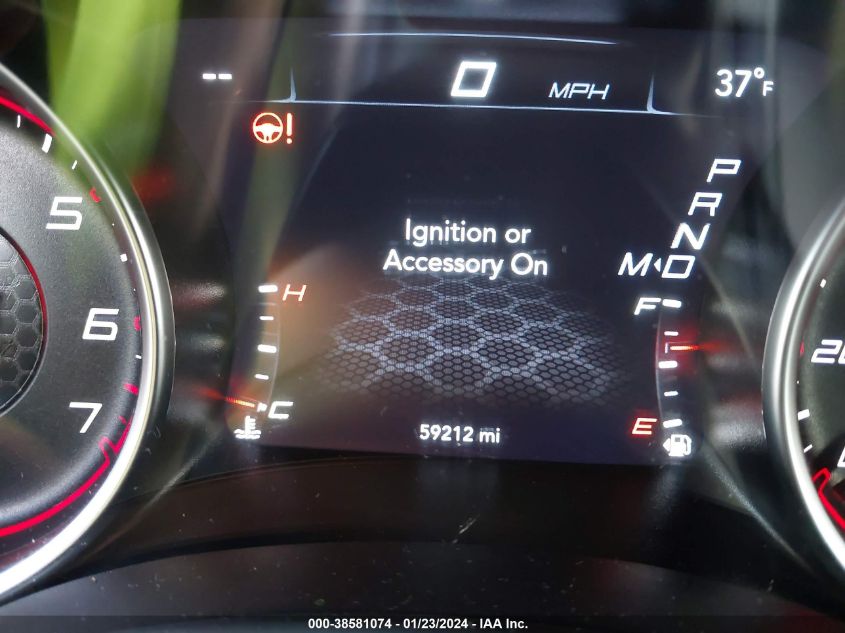 --
0 MPH
37°F
!
P
R
N
M D
Ignition or
Accessory On
H
C
F
E
59212 mi
5
6
7
000-38581074 / 01/23/2024 - IAA Inc.